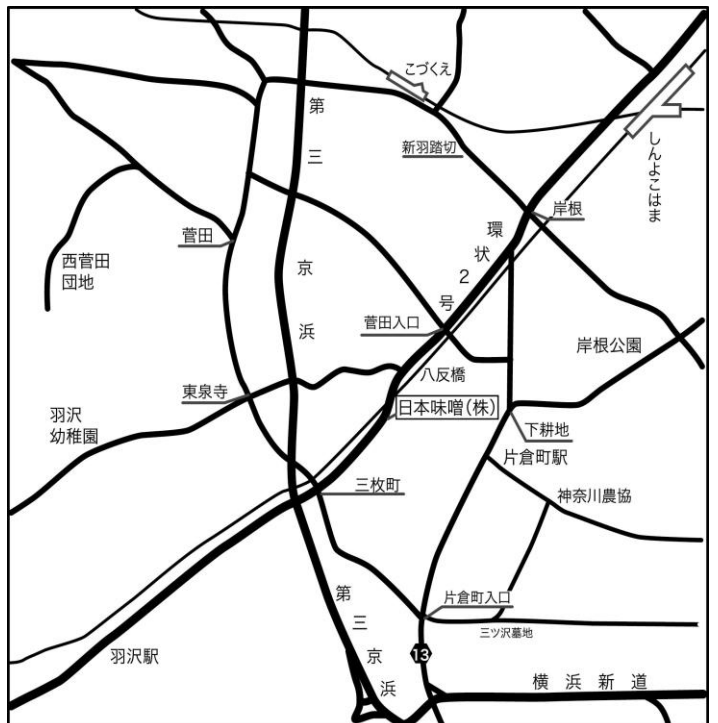 こづくえ
第三京浜
新羽踏切
しんよこはま
岸根
菅田
環状2号
西菅田
団地
菅田入口
岸根公園
八反橋
東泉寺
日本味噌(株)
羽沢
幼稚園
下耕地
片倉町駅
三枚町
神奈川農協
第三京浜
片倉町入口
三ツ沢墓地
羽沢駅
13
横浜新道